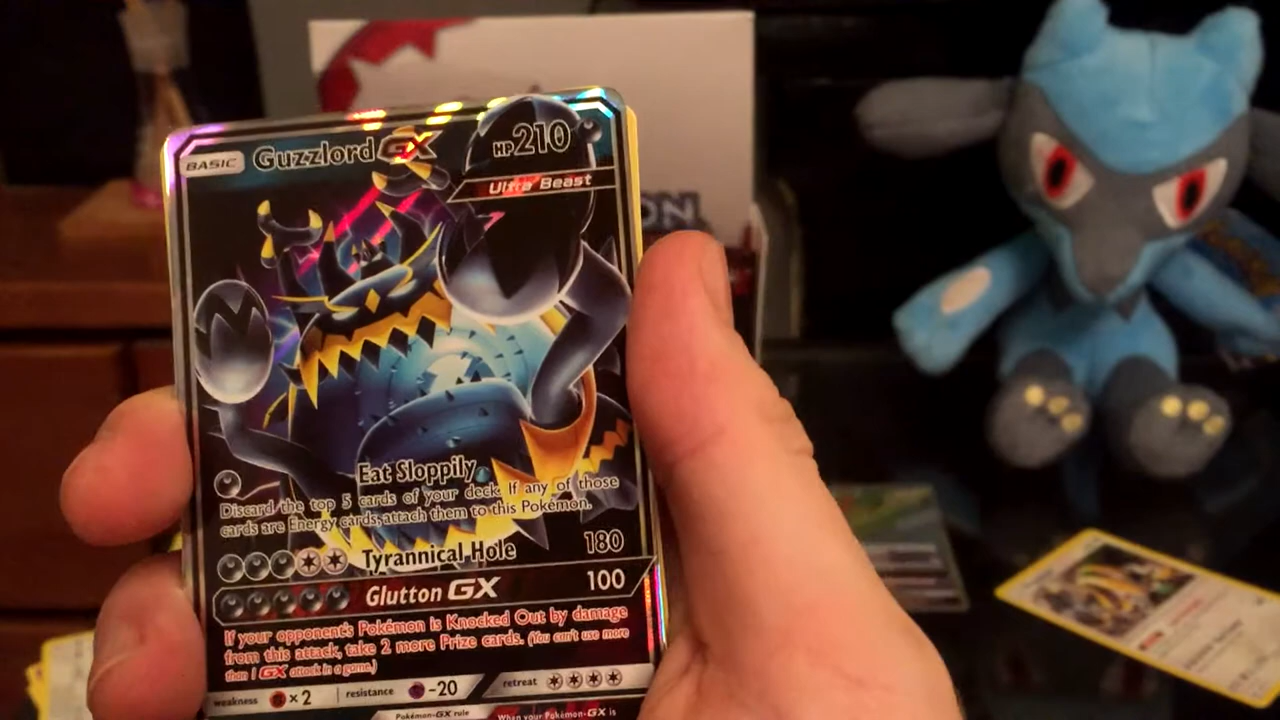 BASIC Guzzlord GX HP 210
Ultra Beast
ON
Eat Sloppily
Discard the top 5 cards of your deck. If any of those
cards are Energy cards, attach them to this Pokémon.
Tyrannical Hole 180
Glutton GX 100
If your opponent's Pokémon is Knocked Out by damage
from this attack, take 2 more Prize cards. (You can't use more
than 1 GX attack in a game.)
weakness ×2 resistance -20 retreat
Pokémon-GX rule When your Pokémon-GX is